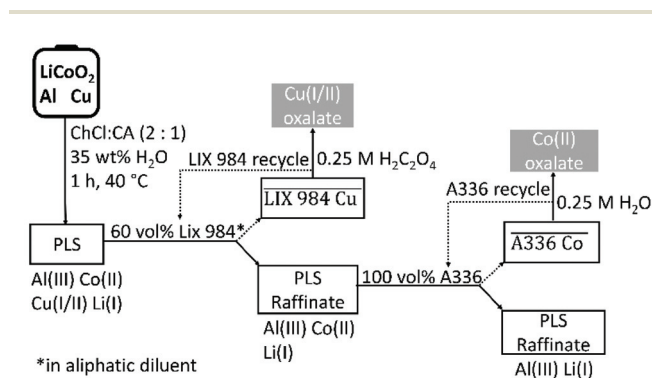 LiCoO₂
Al Cu
ChCl:CA (2 : 1)
35 wt% H₂O
1 h, 40 °C
PLS
Al(III) Co(II)
Cu(I/II) Li(I)
60 vol% Lix 984*
LIX 984 recycle
Cu(I/II)
oxalate
0.25 M H₂C₂O₄
LIX 984 Cu
PLS
Raffinate
Al(III) Co(II)
Li(I)
100 vol% A336
A336 recycle
Co(II)
oxalate
0.25 M H₂O
A336 Co
PLS
Raffinate
Al(III) Li(I)
*in aliphatic diluent